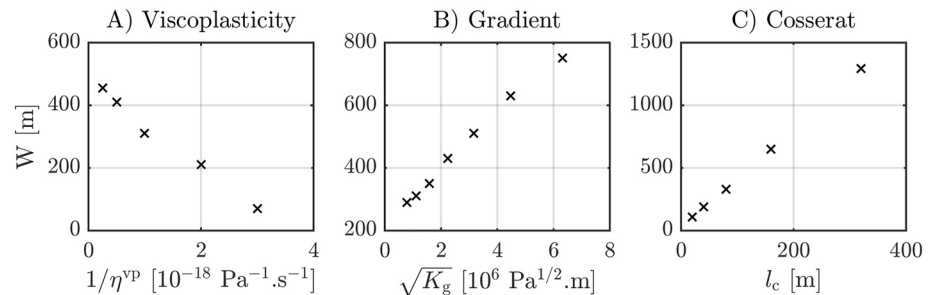 A) Viscoplasticity
B) Gradient
C) Cosserat
W [m]
600
400
200
0
0 2 4
1/η^vp [10^−18 Pa^−1.s^−1]
800
600
400
200
0 2 4 6 8
√K_g [10^6 Pa^1/2.m]
1500
1000
500
0
0 200 400
l_c [m]